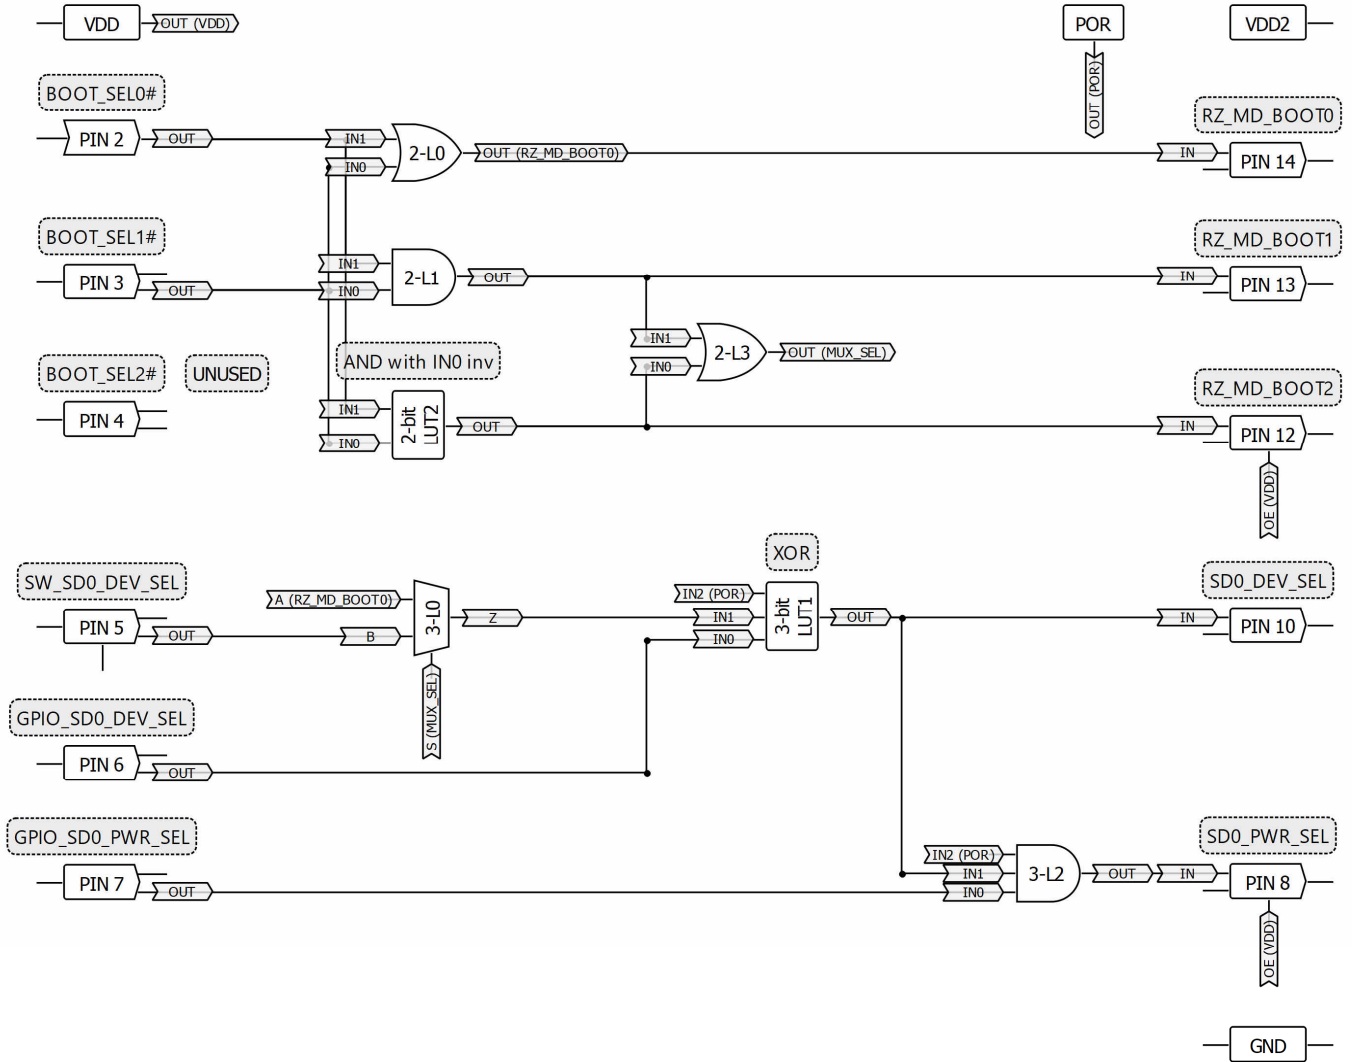 VDD
OUT (VDD)
POR
VDD2
OUT (POR)
BOOT_SEL0#
RZ_MD_BOOT0
PIN 2
OUT
IN1
IN0
2-L0
OUT (RZ_MD_BOOT0)
IN
PIN 14
BOOT_SEL1#
RZ_MD_BOOT1
PIN 3
OUT
IN1
IN0
2-L1
OUT
IN
PIN 13
IN1
IN0
2-L3
OUT (MUX_SEL)
BOOT_SEL2#
UNUSED
AND with IN0 inv
RZ_MD_BOOT2
PIN 4
IN1
IN0
2-bit
LUT2
OUT
IN
PIN 12
OE (VDD)
XOR
SW_SD0_DEV_SEL
SD0_DEV_SEL
PIN 5
OUT
A (RZ_MD_BOOT0)
B
3-L0
Z
S (MUX_SEL)
IN2 (POR)
IN1
IN0
3-bit
LUT1
OUT
IN
PIN 10
GPIO_SD0_DEV_SEL
PIN 6
OUT
GPIO_SD0_PWR_SEL
SD0_PWR_SEL
PIN 7
OUT
IN2 (POR)
IN1
IN0
3-L2
OUT
IN
PIN 8
OE (VDD)
GND